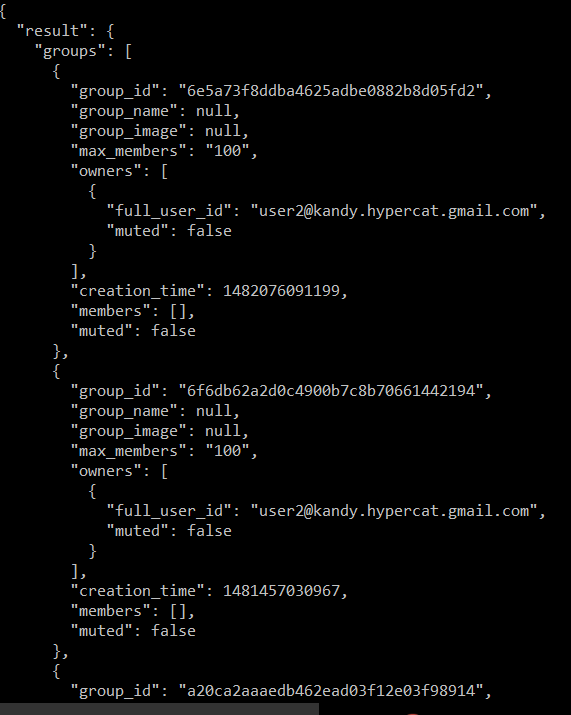 {
  "result": {
    "groups": [
      {
        "group_id": "6e5a73f8ddba4625adbe0882b8d05fd2",
        "group_name": null,
        "group_image": null,
        "max_members": "100",
        "owners": [
          {
            "full_user_id": "user2@kandy.hypercat.gmail.com",
            "muted": false
          }
        ],
        "creation_time": 1482076091199,
        "members": [],
        "muted": false
      },
      {
        "group_id": "6f6db62a2d0c4900b7c8b70661442194",
        "group_name": null,
        "group_image": null,
        "max_members": "100",
        "owners": [
          {
            "full_user_id": "user2@kandy.hypercat.gmail.com",
            "muted": false
          }
        ],
        "creation_time": 1481457030967,
        "members": [],
        "muted": false
      },
      {
        "group_id": "a20ca2aaaedb462ead03f12e03f98914",